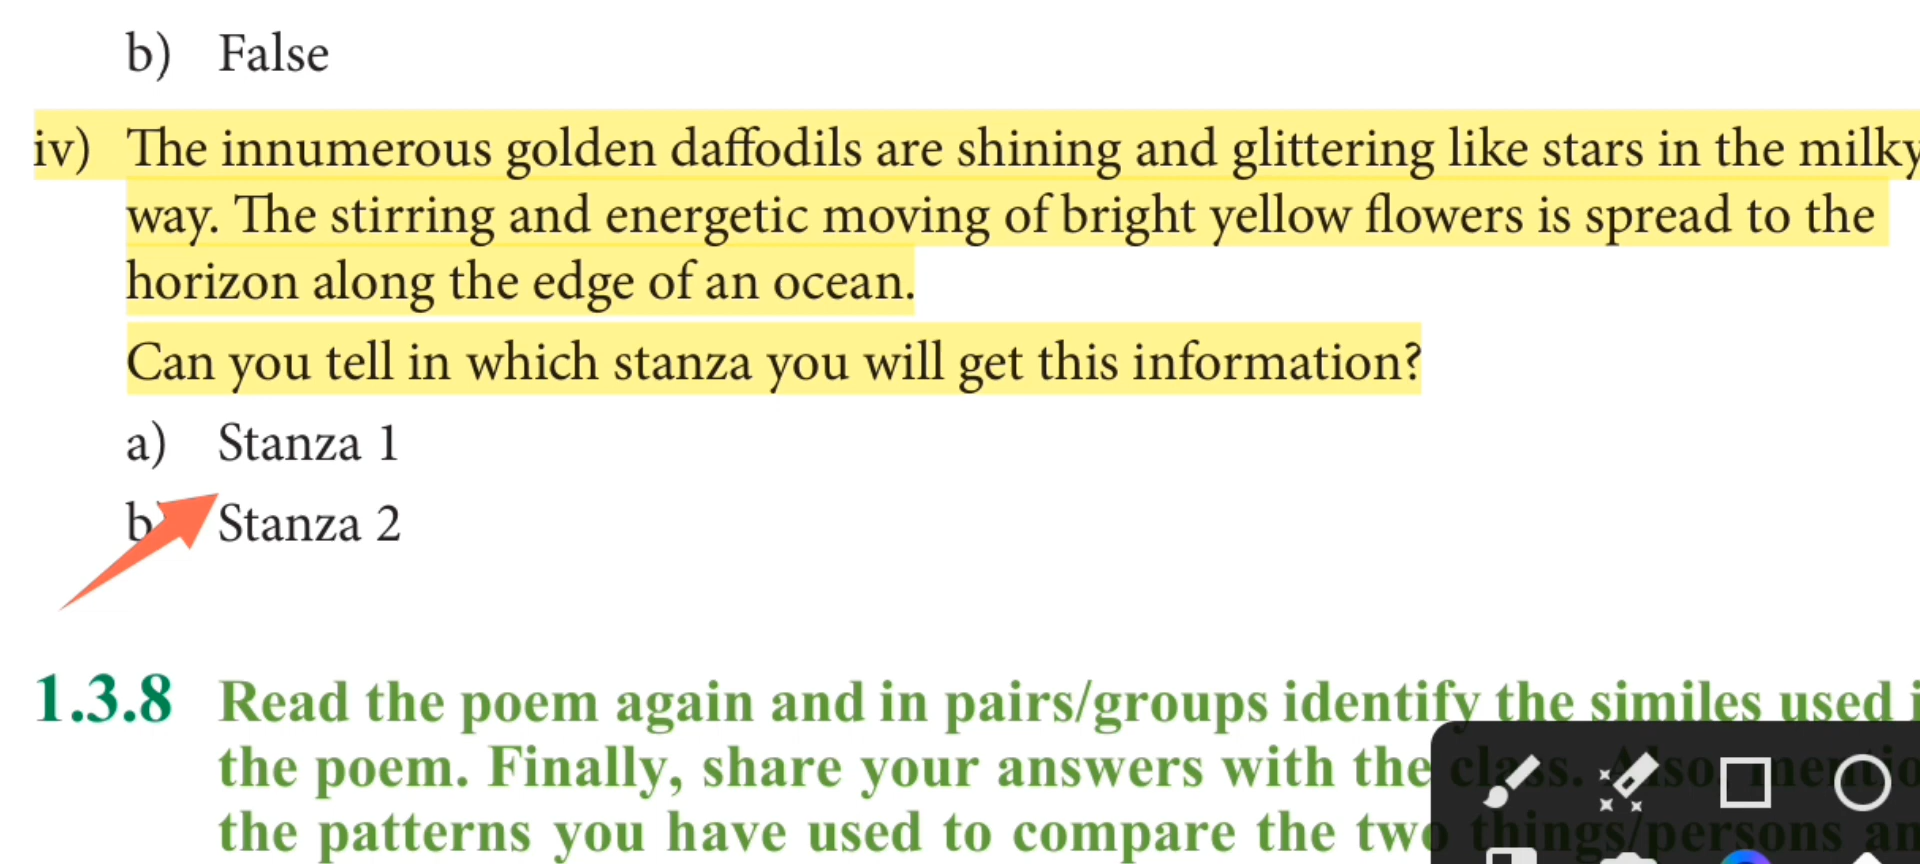 b) False
iv) The innumerous golden daffodils are shining and glittering like stars in the milky
way. The stirring and energetic moving of bright yellow flowers is spread to the
horizon along the edge of an ocean.
Can you tell in which stanza you will get this information?
a) Stanza 1
b Stanza 2
1.3.8 Read the poem again and in pairs/groups identify the similes used
the poem. Finally, share your answers with the class. Also
the patterns you have used to compare the two things/persons